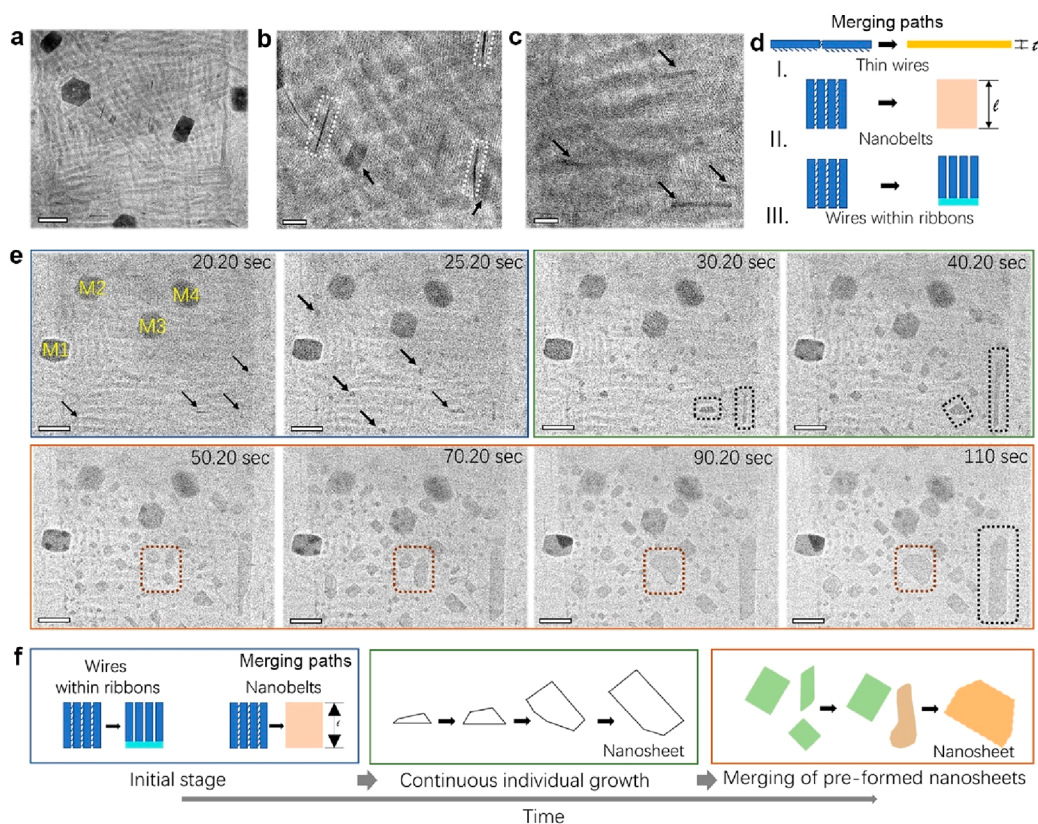 a
b
c
d
Merging paths
t
I.
Thin wires
ℓ
II.
Nanobelts
III.
Wires within ribbons
e
20.20 sec
M2
M4
M3
M1
25.20 sec
30.20 sec
40.20 sec
50.20 sec
70.20 sec
90.20 sec
110 sec
f
Wires
within ribbons
Merging paths
Nanobelts
ℓ
Nanosheet
Nanosheet
Initial stage
Continuous individual growth
Merging of pre-formed nanosheets
Time